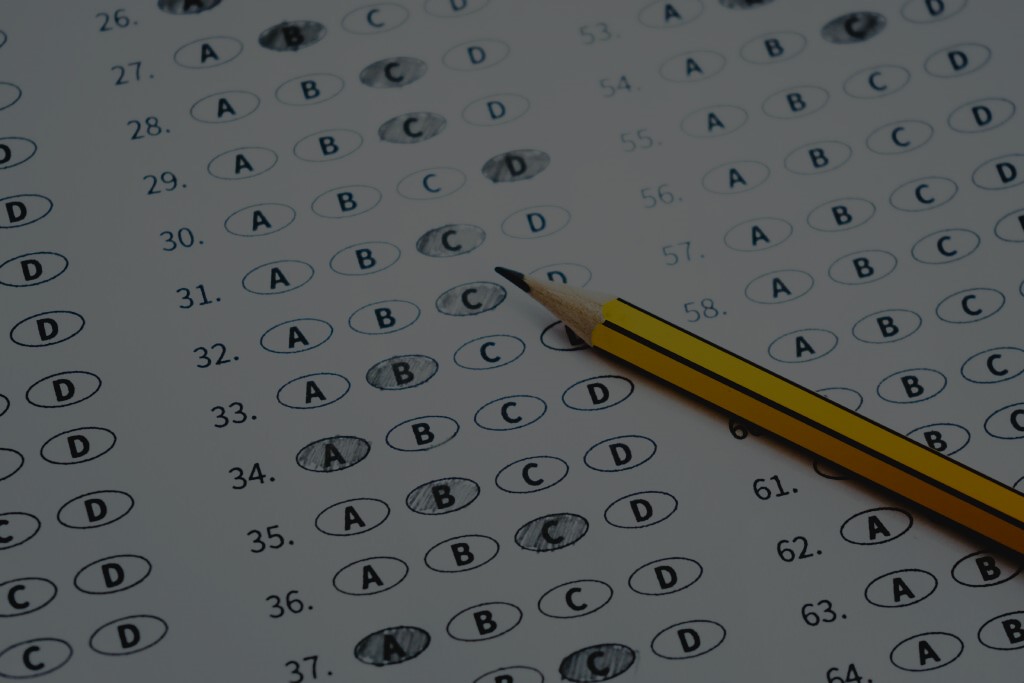 D
D
D
D
D
D
C D
C D
C D
26. A
27. A B C D
28. A B C D
29. A B C D
30. A B C D
31. A B C D
32. A B C D
33. A B C
34. A B C D
35. A B C D
36. A B C D
37. A B C D
B C D
53. A
54. A B C D
55. A B C D
56. A B C D
57. A B C D
58. A B C
A B C
B C
61. B C
62. A
63. A B
64. A B